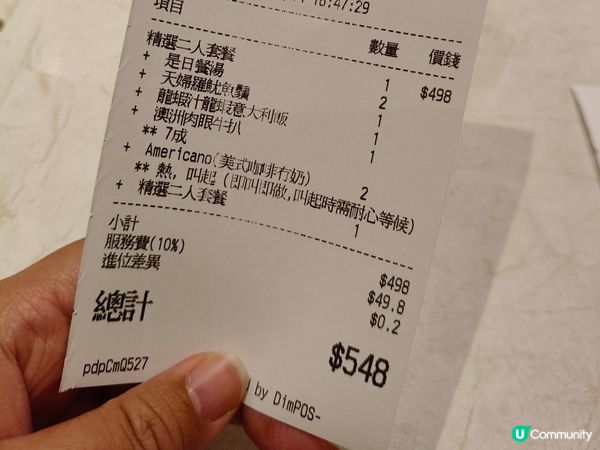 16:47:29
項目 數量 價錢
精選二人套餐 1 $498
+ 是日餐湯 2
+ 天婦羅魷魚鬚 1
+ 龍蝦汁龍蝦意大利飯 1
+ 澳洲肉眼牛扒 1
** 7成
+ Americano(美式咖啡冇奶) 2
** 熱, 叫起 (即叫即做,叫起時需耐心等候)
+ 精選二人套餐 1
小計 $498
服務費(10%) $49.8
進位差異 $0.2
總計 $548
pdpCmQ527
by DimPOS-
U Community